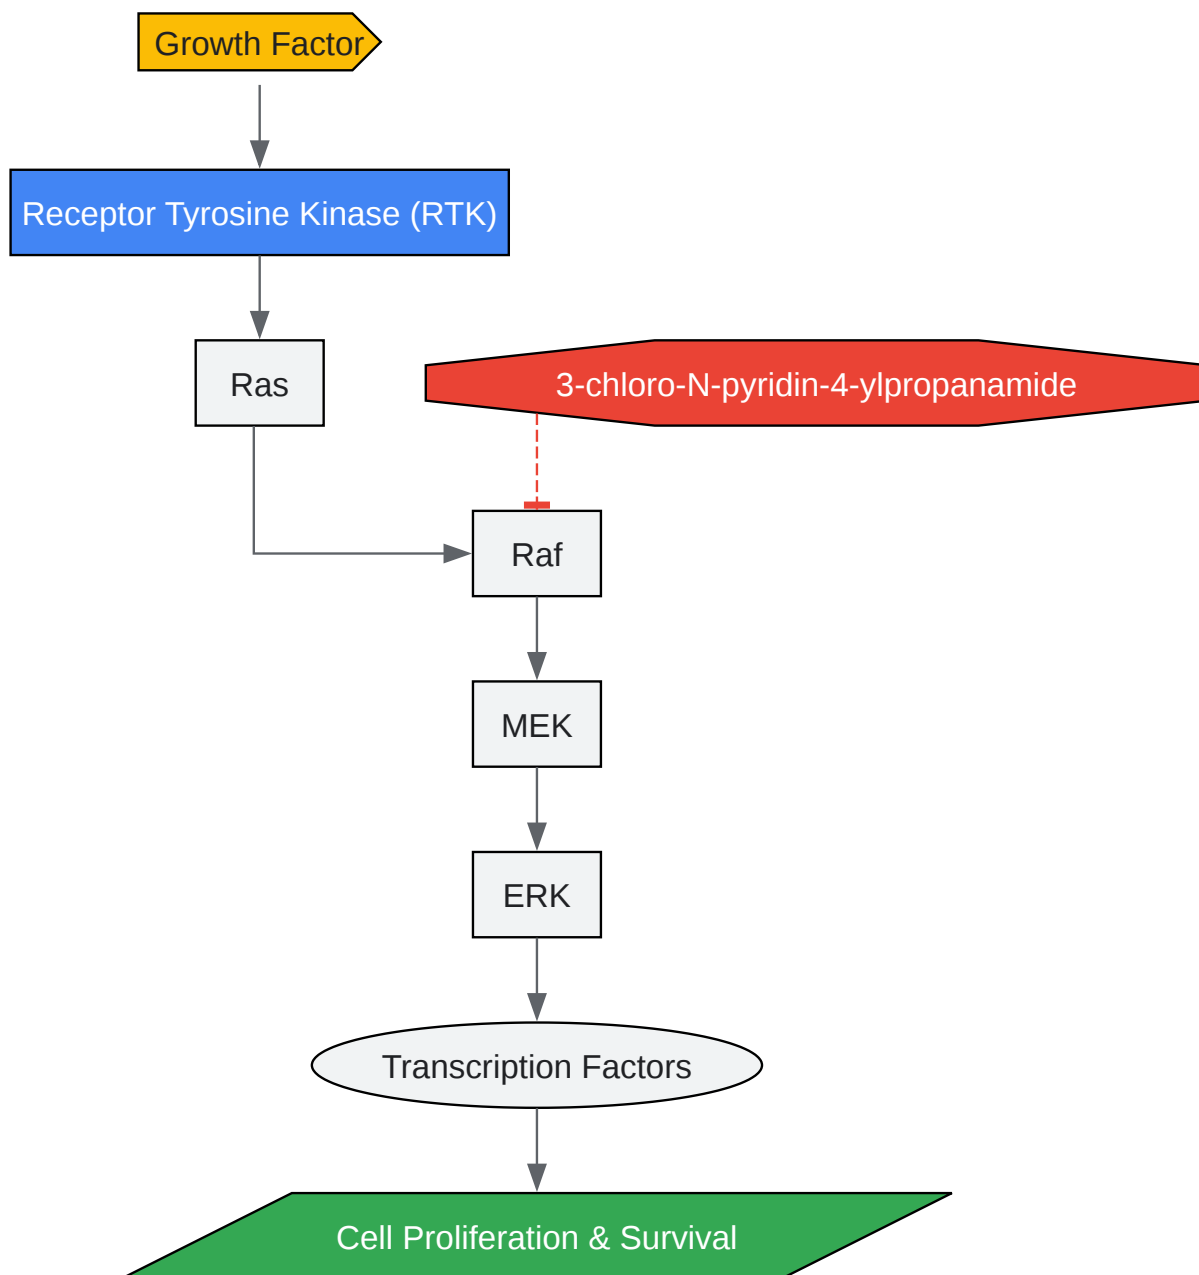 Growth Factor
Receptor Tyrosine Kinase (RTK)
Ras
3-chloro-N-pyridin-4-ylpropanamide
Raf
MEK
ERK
Transcription Factors
Cell Proliferation & Survival